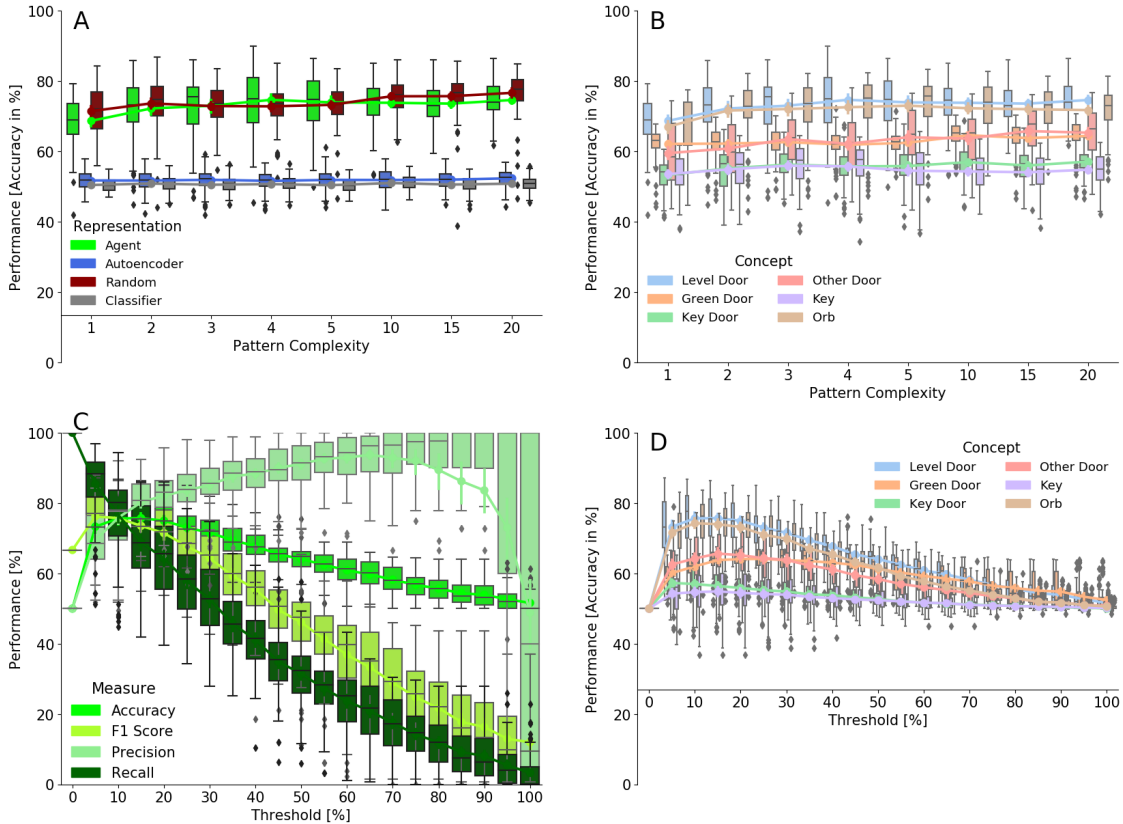 A
100
80
60
40
20
0
Performance [Accuracy in %]
Representation
Agent
Autoencoder
Random
Classifier
1 2 3 4 5 10 15 20
Pattern Complexity
B
100
80
60
40
20
0
Performance [Accuracy in %]
Concept
Level Door Other Door
Green Door Key
Key Door Orb
1 2 3 4 5 10 15 20
Pattern Complexity
C
100
80
60
40
20
0
Performance [%]
Measure
Accuracy
F1 Score
Precision
Recall
0 10 20 30 40 50 60 70 80 90 100
Threshold [%]
D
100
80
60
40
20
0
Performance [Accuracy in %]
Concept
Level Door Other Door
Green Door Key
Key Door Orb
0 10 20 30 40 50 60 70 80 90 100
Threshold [%]